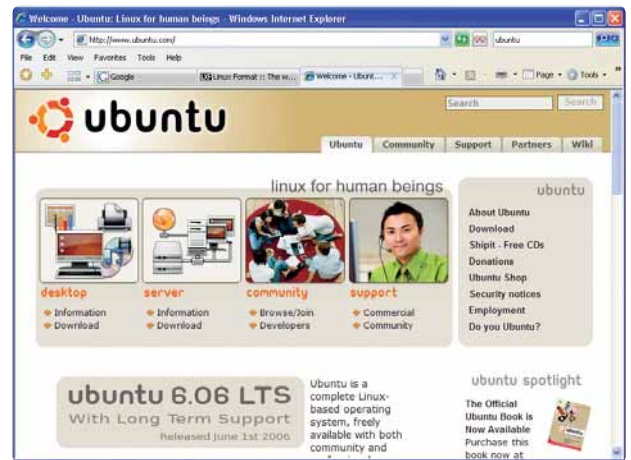 Welcome - Ubuntu: Linux for human beings - Windows Internet Explorer
http://www.ubuntu.com/
ubuntu
File Edit View Favorites Tools Help
Google
Linux Format :: The w...
Welcome - Ubunt...
Page
Tools
ubuntu
Search
Search
Ubuntu Community Support Partners Wiki
linux for human beings
desktop
Information
Download
server
Information
Download
community
Browse/Join
Developers
support
Commercial
Community
ubuntu
About Ubuntu
Download
Shipit - Free CDs
Donations
Ubuntu Shop
Security notices
Employment
Do you Ubuntu?
ubuntu 6.06 LTS
With Long Term Support
Released June 1st 2006
Ubuntu is a
complete Linux-
based operating
system, freely
available with both
community and
ubuntu spotlight
The Official
Ubuntu Book is
Now Available
Purchase this
book now at